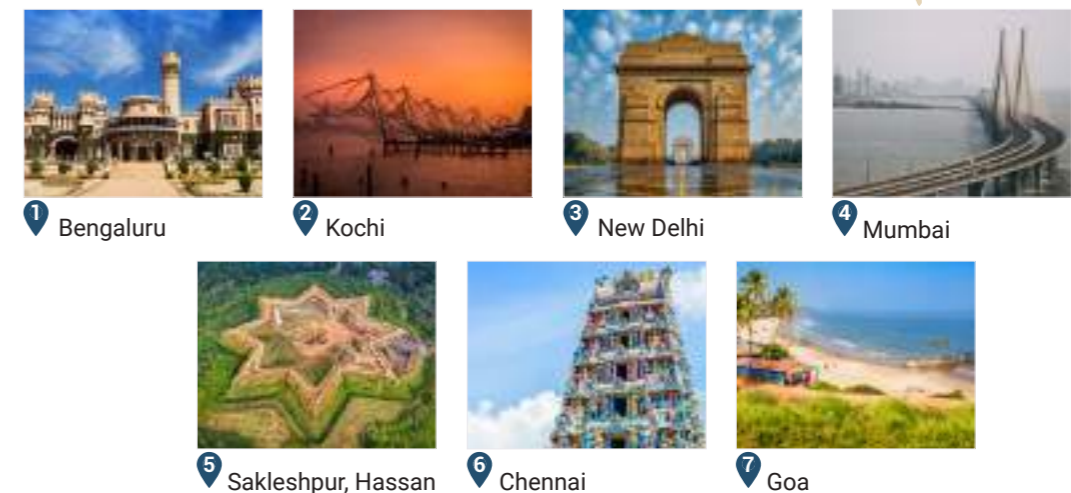 1 Bengaluru
2 Kochi
3 New Delhi
4 Mumbai
5 Sakleshpur, Hassan
6 Chennai
7 Goa